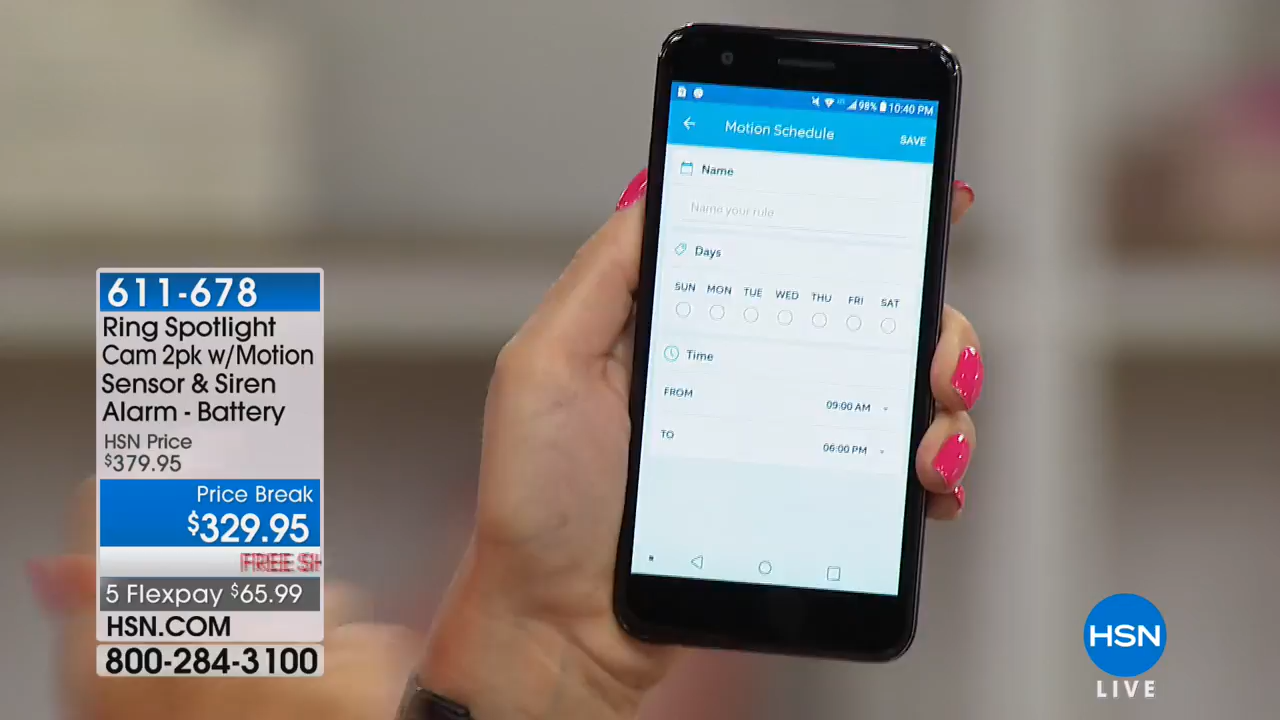 98% 10:40 PM
Motion Schedule
SAVE
Name
Name your rule
Days
SUN MON TUE WED THU FRI SAT
Time
FROM
09:00 AM
TO
06:00 PM
611-678
Ring Spotlight
Cam 2pk w/Motion
Sensor & Siren
Alarm - Battery
HSN Price
$379.95
Price Break
$329.95
FREE SH
5 Flexpay $65.99
HSN.COM
800-284-3100
HSN
LIVE